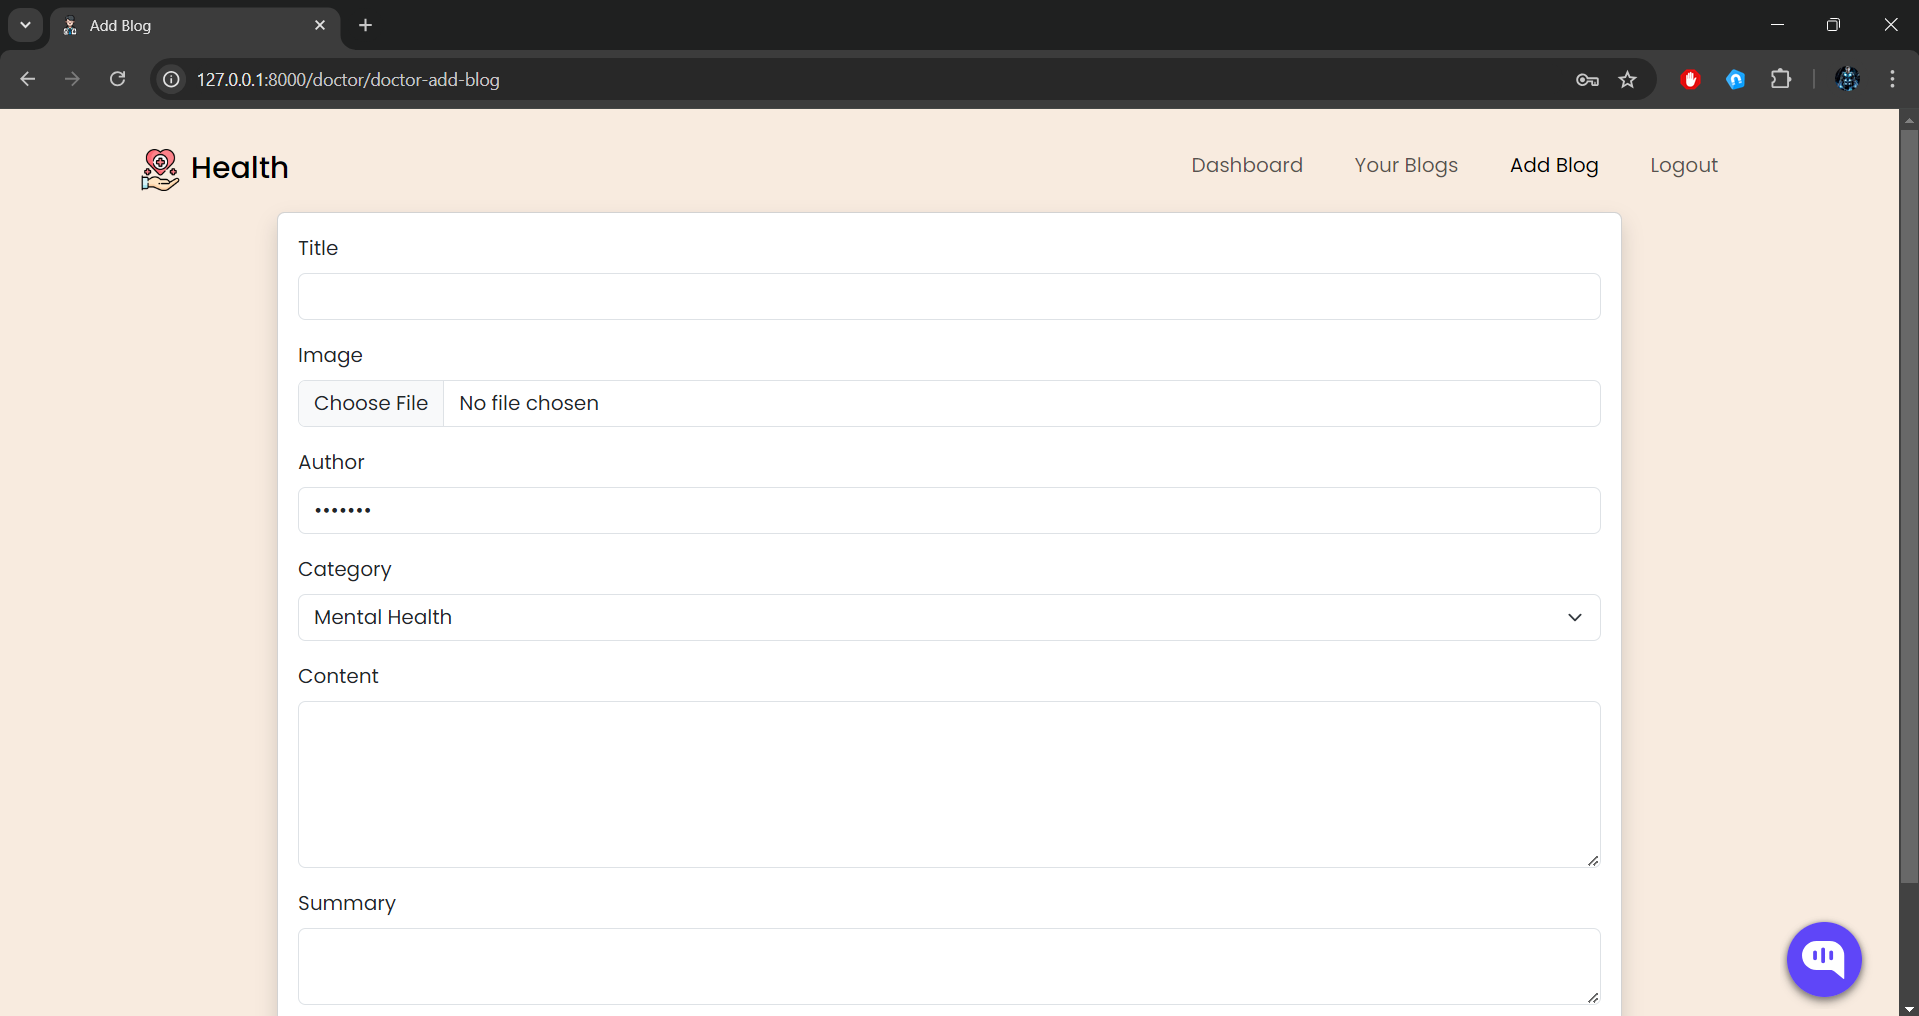 Add Blog
127.0.0.1:8000/doctor/doctor-add-blog
Health
Dashboard
Your Blogs
Add Blog
Logout
Title
Image
Choose File
No file chosen
Author
•••••••
Category
Mental Health
Content
Summary